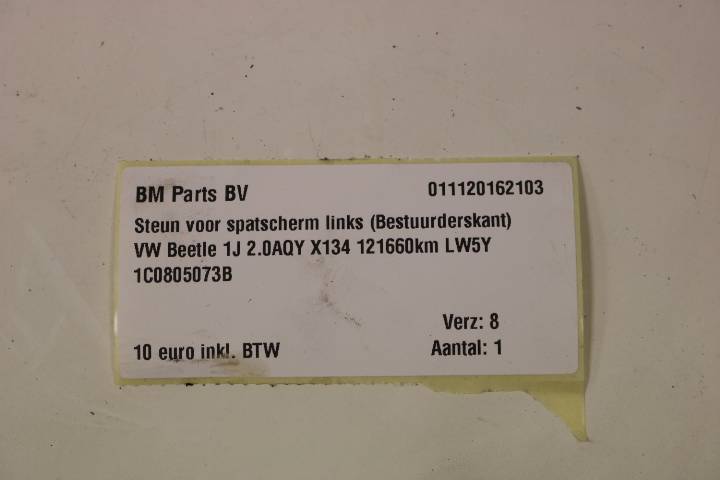 BM Parts BV 011120162103
Steun voor spatscherm links (Bestuurderskant)
VW Beetle 1J 2.0AQY X134 121660km LW5Y
1C0805073B
Verz: 8
10 euro inkl. BTW Aantal: 1